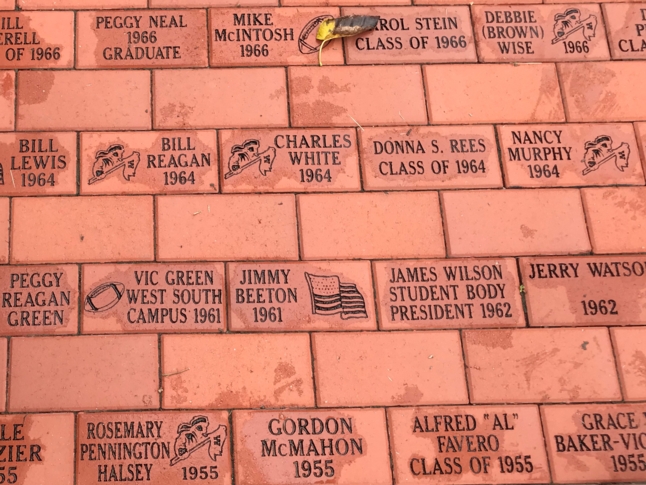 OF 1966
PEGGY NEAL
1966
GRADUATE
MIKE
McINTOSH
1966
STEIN
CLASS OF 1966
DEBBIE
(BROWN)
WISE
1966
BILL
LEWIS
1964
BILL
REAGAN
1964
CHARLES
WHITE
1964
DONNA S. REES
CLASS OF 1964
NANCY
MURPHY
1964
W
PEGGY
REAGAN
GREEN
VIC GREEN
WEST SOUTH
CAMPUS 1961
JIMMY
BEETON
1961
JAMES WILSON
STUDENT BODY
PRESIDENT 1962
JERRY
1962
ROSEMARY
PENNINGTON
HALSEY 1955
GORDON
McMAHON
1955
ALFRED "AL"
FAVERO
CLASS OF 1955
GRACE
1955